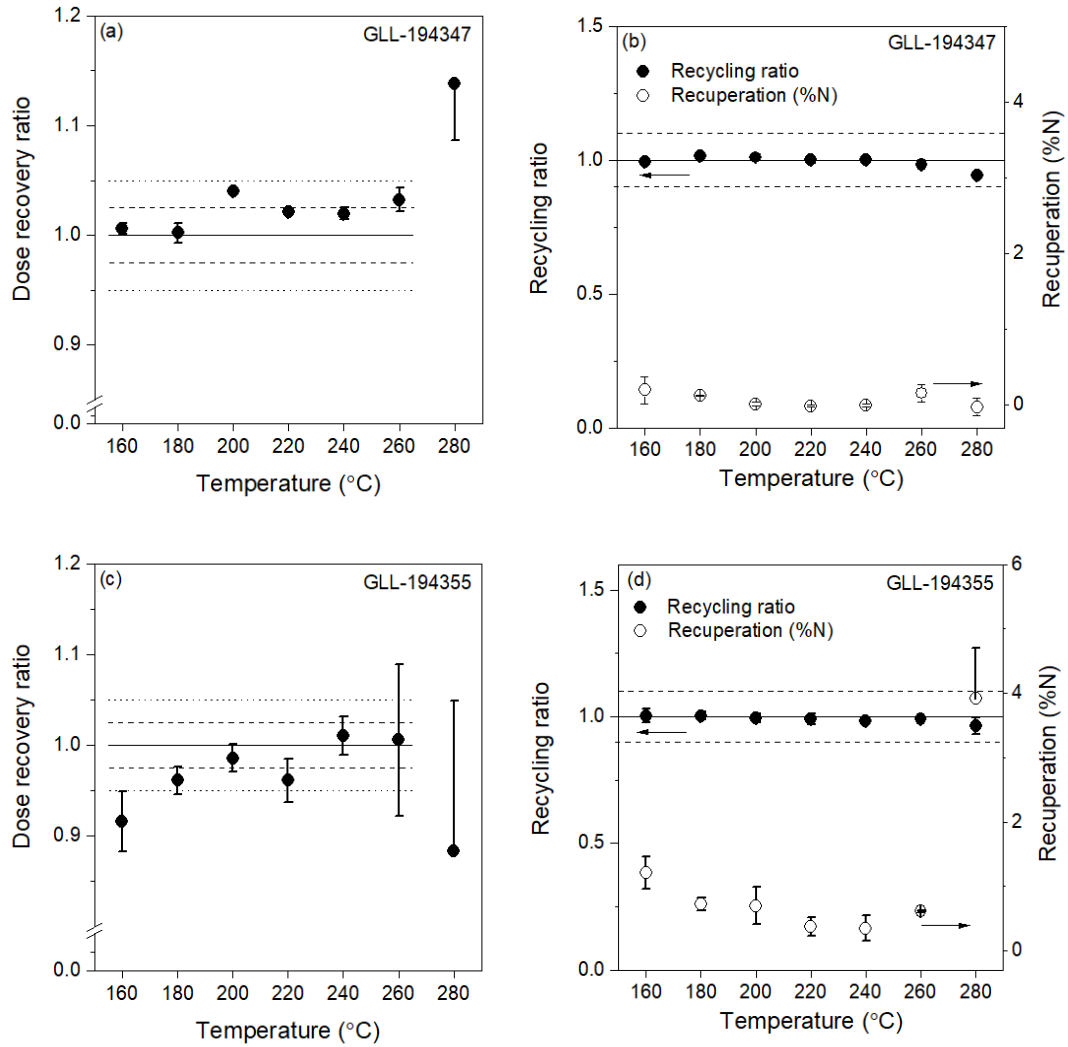 (a)
GLL-194347
Dose recovery ratio
1.2
1.1
1.0
0.9
0.0
160 180 200 220 240 260 280
Temperature (°C)
(b)
GLL-194347
Recycling ratio
Recuperation (%N)
Recycling ratio
1.5
1.0
0.5
0.0
4
2
0
Recuperation (%N)
160 180 200 220 240 260 280
Temperature (°C)
(c)
GLL-194355
Dose recovery ratio
1.2
1.1
1.0
0.9
0.0
160 180 200 220 240 260 280
Temperature (°C)
(d)
GLL-194355
Recycling ratio
Recuperation (%N)
Recycling ratio
1.5
1.0
0.5
0.0
6
4
2
0
Recuperation (%N)
160 180 200 220 240 260 280
Temperature (°C)